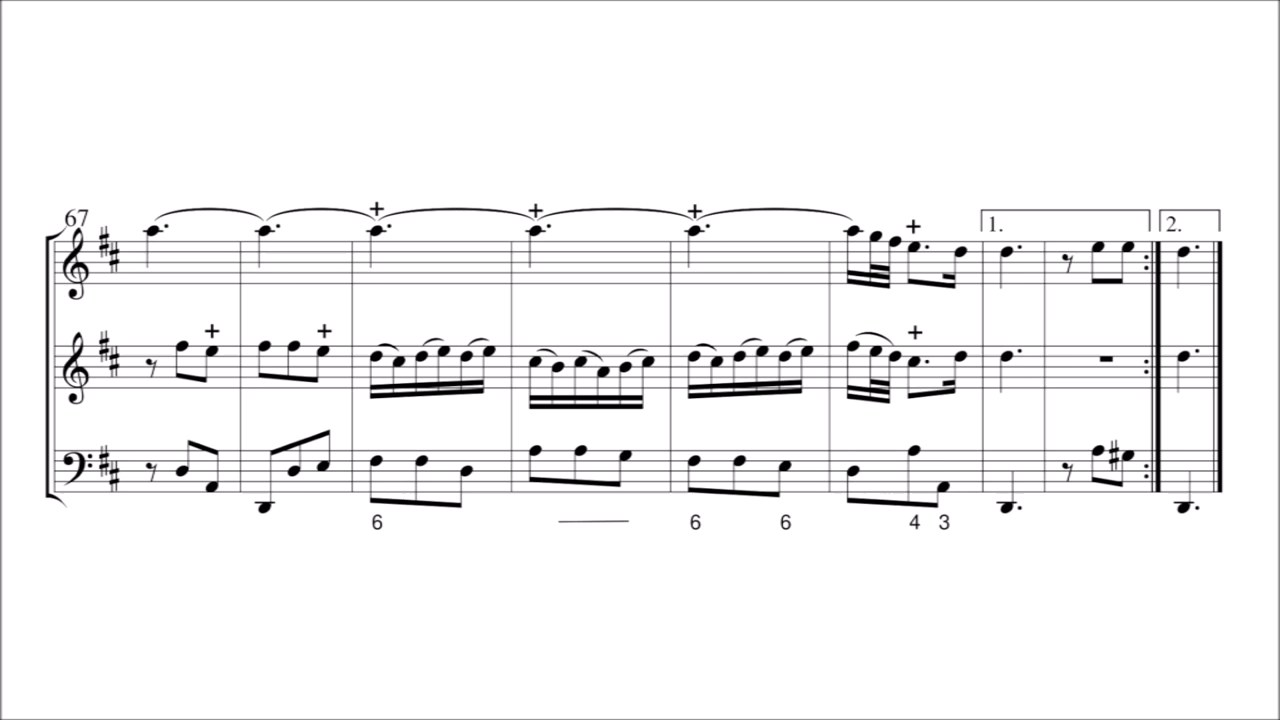 67
+ + +
+
1. 2.
+ +
+
6 6 6 4 3